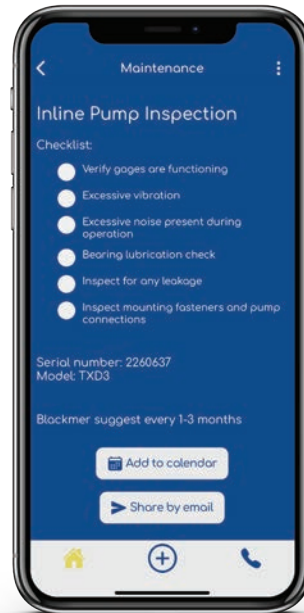 Maintenance
Inline Pump Inspection
Checklist:
Verify gages are functioning
Excessive vibration
Excessive noise present during
operation
Bearing lubrication check
Inspect for any leakage
Inspect mounting fasteners and pump
connections
Serial number: 2260637
Model: TXD3
Blackmer suggest every 1-3 months
Add to calendar
Share by email